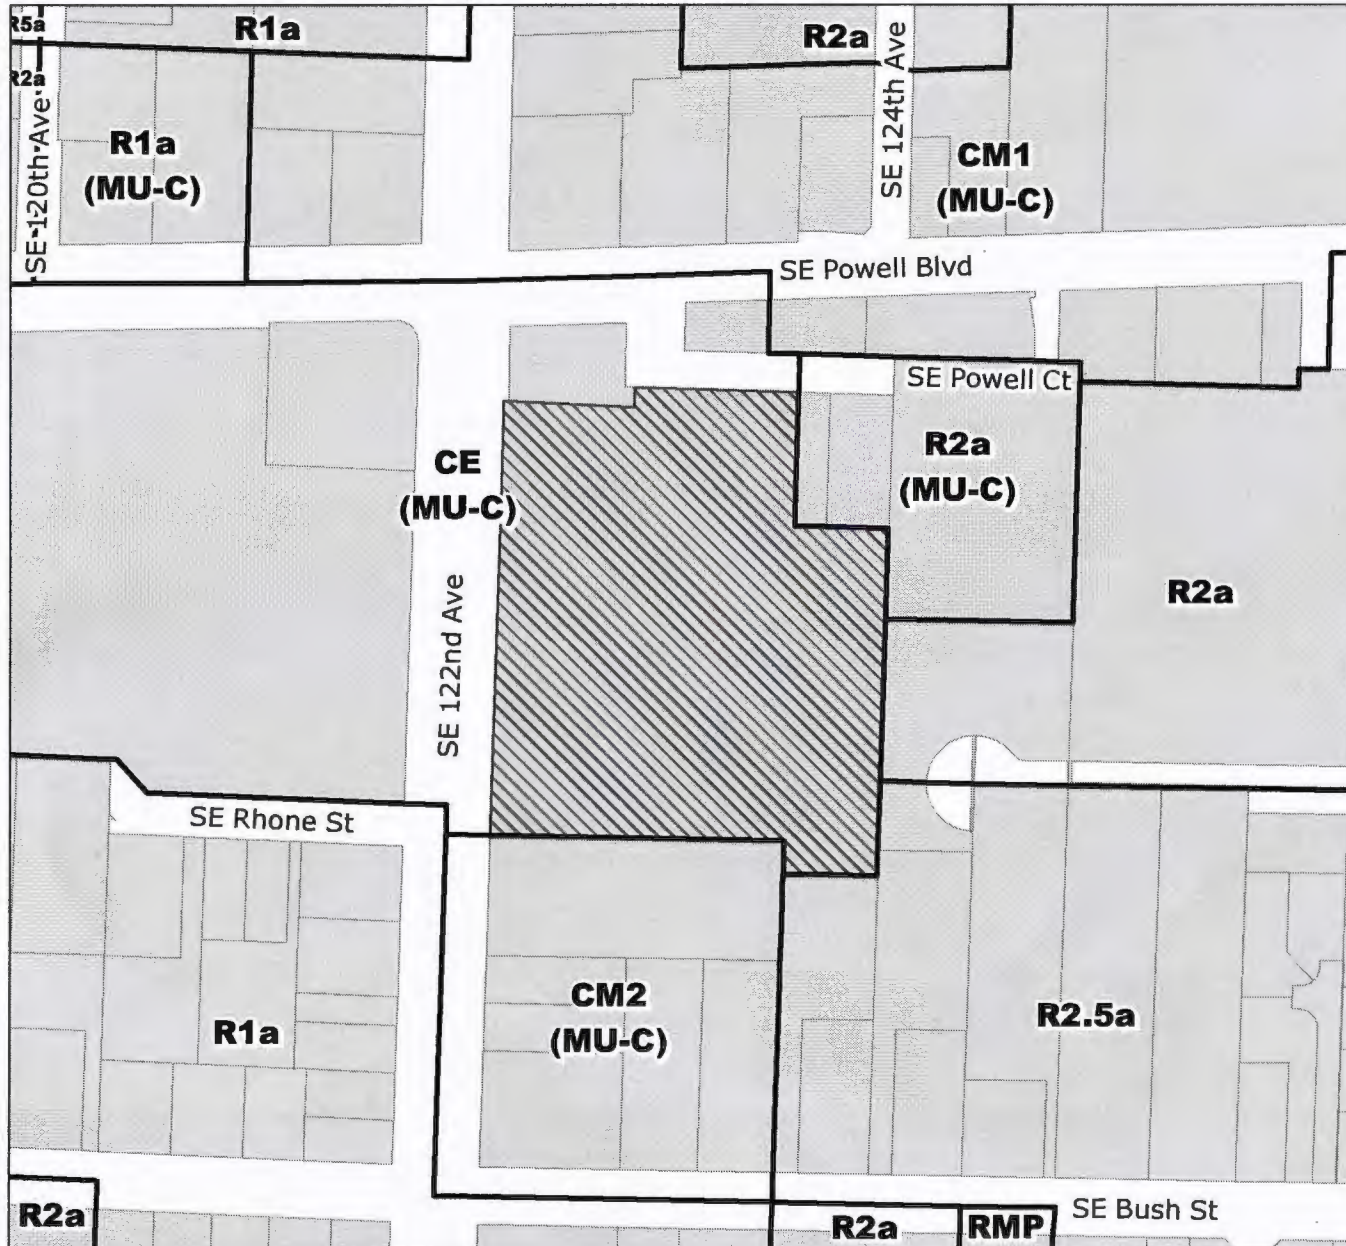 R5a
R1a
R2a
R2a
SE 120th Ave
R1a
(MU-C)
SE 124th Ave
CM1
(MU-C)
SE Powell Blvd
SE Powell Ct
CE
(MU-C)
R2a
(MU-C)
R2a
SE 122nd Ave
SE Rhone St
CM2
(MU-C)
R1a
R2.5a
R2a
SE Bush St
R2a
RMP